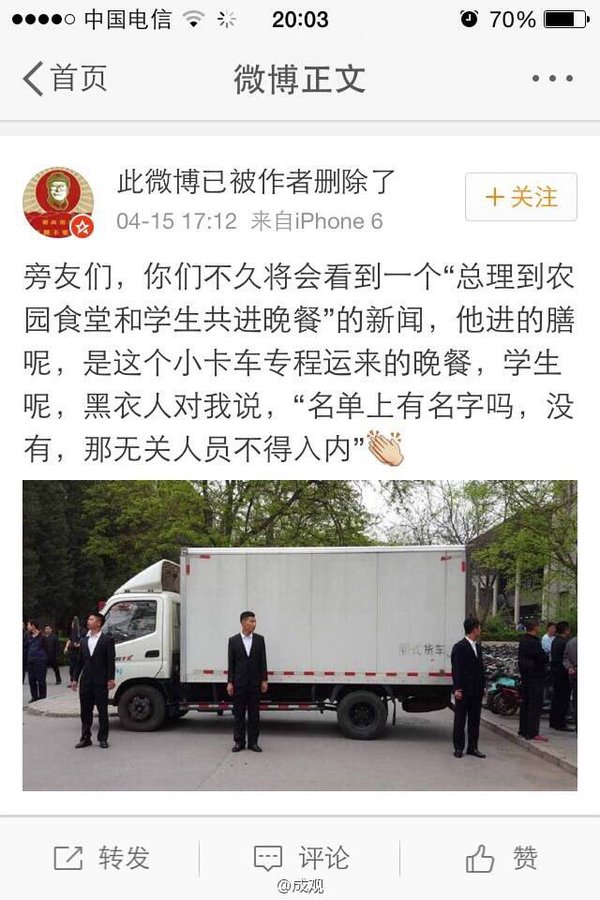 中国电信 20:03 70%
首页 微博正文
此微博已被作者删除了
+关注
04-15 17:12 来自iPhone 6
旁友们，你们不久将会看到一个“总理到农
园食堂和学生共进晚餐”的新闻，他进的膳
呢，是这个小卡车专程运来的晚餐，学生
呢，黑衣人对我说，“名单上有名字吗，没
有，那无关人员不得入内”
货车
转发 评论 赞
@成观